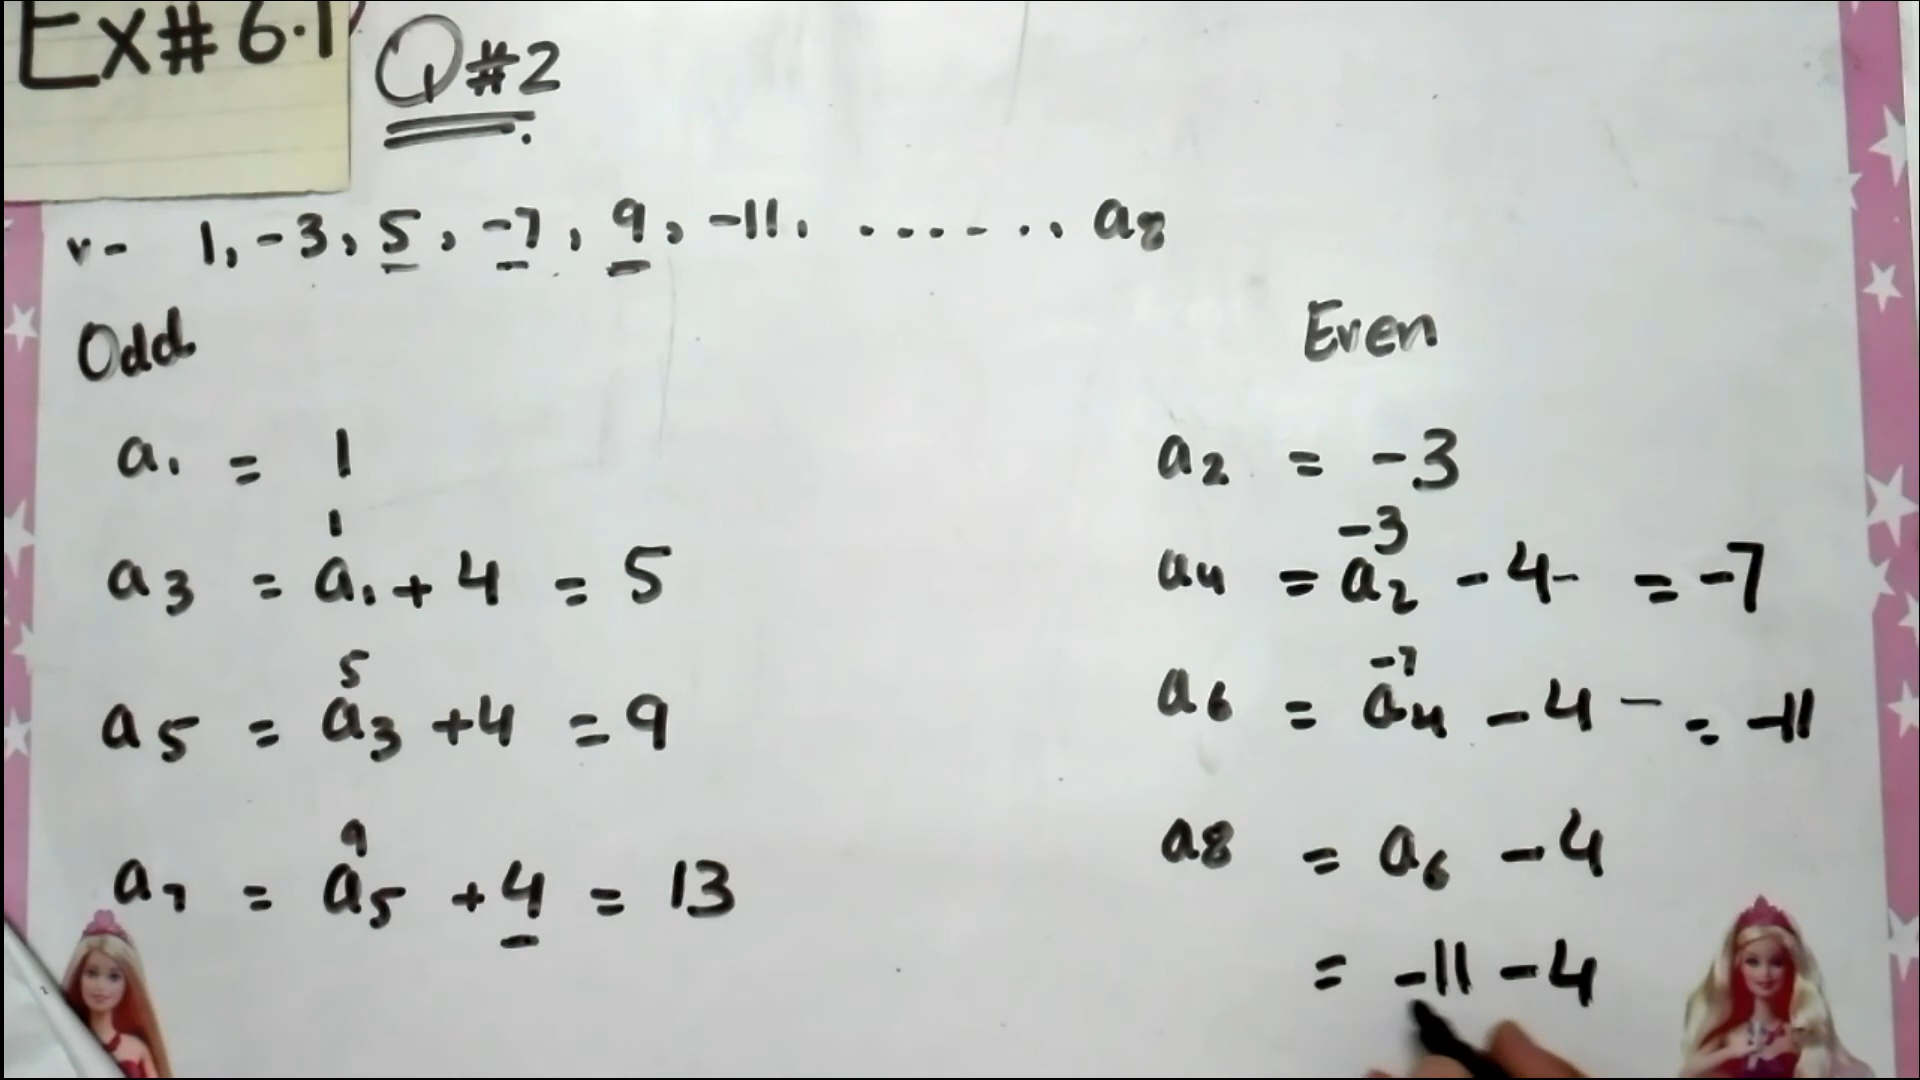 Ex# 6.1
Q#2
v- 1, -3, 5, -7, 9, -11, ....... a8
Odd
Even
a1 = 1
a2 = -3
1
a3 = a1 + 4 = 5
-3
a4 = a2 - 4- = -7
5
a5 = a3 +4 = 9
-7
a6 = a4 - 4 - = -11
9
a7 = a5 + 4 = 13
a8 = a6 - 4
= -11 - 4